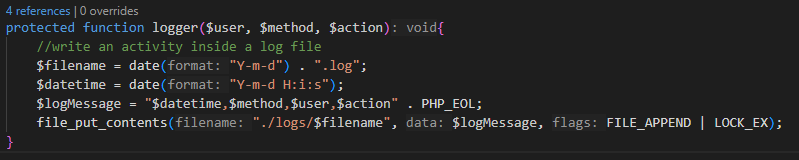 4 references | 0 overrides
protected function logger($user, $method, $action): void{
//write an activity inside a log file
$filename = date(format: "Y-m-d") . ".log";
$datetime = date(format: "Y-m-d H:i:s");
$logMessage = "$datetime,$method,$user,$action" . PHP_EOL;
file_put_contents(filename: "./logs/$filename", data: $logMessage, flags: FILE_APPEND | LOCK_EX);
}